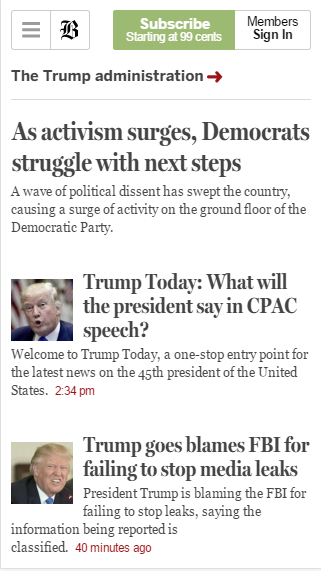 B
Subscribe
Starting at 99 cents
Members
Sign In
The Trump administration
As activism surges, Democrats
struggle with next steps
A wave of political dissent has swept the country,
causing a surge of activity on the ground floor of the
Democratic Party.
Trump Today: What will
the president say in CPAC
speech?
Welcome to Trump Today, a one-stop entry point for
the latest news on the 45th president of the United
States. 2:34 pm
Trump goes blames FBI for
failing to stop media leaks
President Trump is blaming the FBI for
failing to stop leaks, saying the
information being reported is
classified. 40 minutes ago